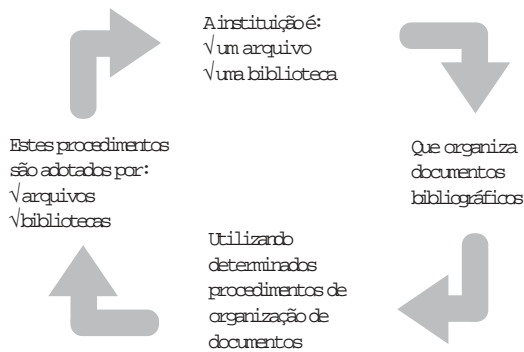 A instituição é:
√ um arquivo
√ uma biblioteca
Que organiza
documentos
bibliográficos
Utilizando
determinados
procedimentos de
organização de
documentos
Estes procedimentos
são adotados por:
√ arquivos
√ bibliotecas